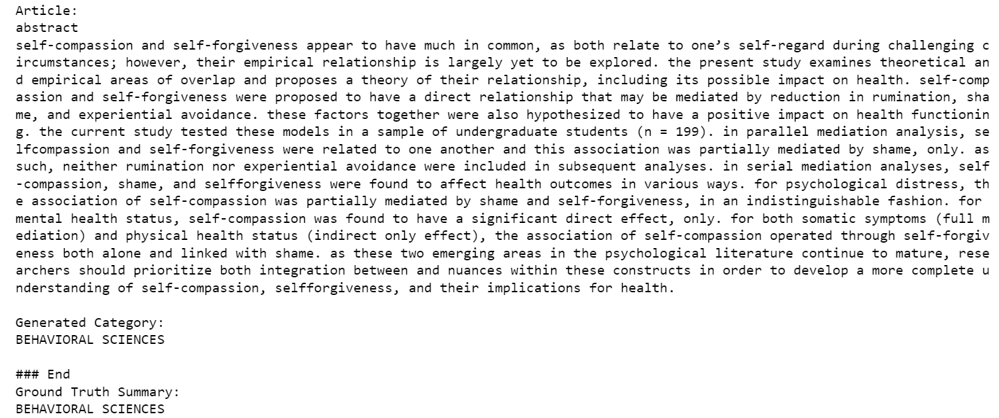 Article:
abstract
self-compassion and self-forgiveness appear to have much in common, as both relate to one’s self-regard during challenging c
ircumstances; however, their empirical relationship is largely yet to be explored. the present study examines theoretical an
d empirical areas of overlap and proposes a theory of their relationship, including its possible impact on health. self-comp
assion and self-forgiveness were proposed to have a direct relationship that may be mediated by reduction in rumination, sha
me, and experiential avoidance. these factors together were also hypothesized to have a positive impact on health functionin
g. the current study tested these models in a sample of undergraduate students (n = 199). in parallel mediation analysis, se
lfcompassion and self-forgiveness were related to one another and this association was partially mediated by shame, only. as
such, neither rumination nor experiential avoidance were included in subsequent analyses. in serial mediation analyses, self
-compassion, shame, and selfforgiveness were found to affect health outcomes in various ways. for psychological distress, th
e association of self-compassion was partially mediated by shame and self-forgiveness, in an indistinguishable fashion. for
mental health status, self-compassion was found to have a significant direct effect, only. for both somatic symptoms (full m
ediation) and physical health status (indirect only effect), the association of self-compassion operated through self-forgiv
eness both alone and linked with shame. as these two emerging areas in the psychological literature continue to mature, rese
archers should prioritize both integration between and nuances within these constructs in order to develop a more complete u
nderstanding of self-compassion, selfforgiveness, and their implications for health.
Generated Category:
BEHAVIORAL SCIENCES
### End
Ground Truth Summary:
BEHAVIORAL SCIENCES